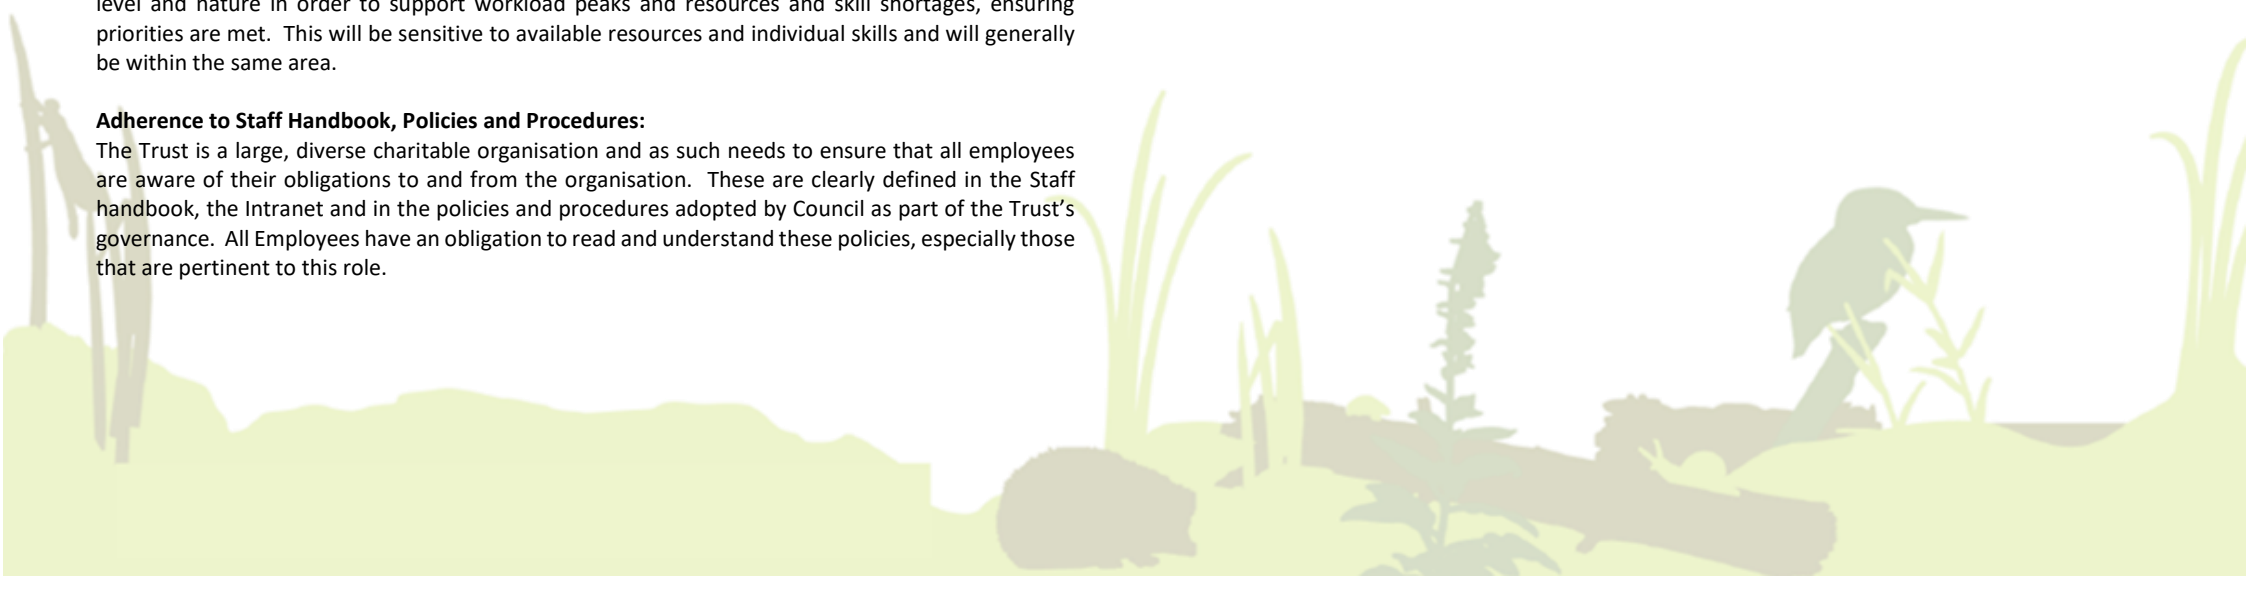 level and nature in order to support workload peaks and resources and skill shortages, ensuring
priorities are met.  This will be sensitive to available resources and individual skills and will generally
be within the same area.
Adherence to Staff Handbook, Policies and Procedures:
The Trust is a large, diverse charitable organisation and as such needs to ensure that all employees
are aware of their obligations to and from the organisation.  These are clearly defined in the Staff
handbook, the Intranet and in the policies and procedures adopted by Council as part of the Trust’s
governance.  All Employees have an obligation to read and understand these policies, especially those
that are pertinent to this role.